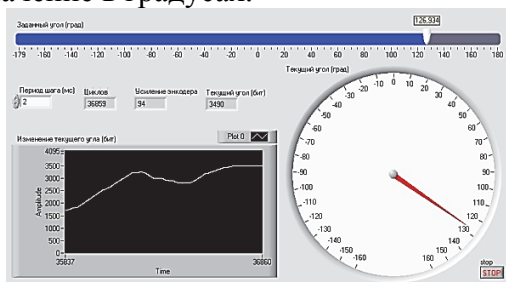 чение в градусах.
Заданный угол (град)
126.934
-179 -160 -140 -120 -100 -80 -60 -40 -20 0 20 40 60 80 100 120 140 160 180
Период шага (мс) Циклов Усиление энкодера Текущий угол (бит)
2 36859 94 3490
Текущий угол (град)
-20 -10 0 10 20 30 40 50 60 70 80 90 100 110 120 130 140 150 160
-160 -150 -140 -130 -120 -110 -100 -90 -80 -70 -60 -50 -40 -30
Изменение текущего угла (бит)
Plot 0
Amplitude
4095
3500
3000
2500
2000
1500
1000
500
0
35837 36860
Time
stop
STOP